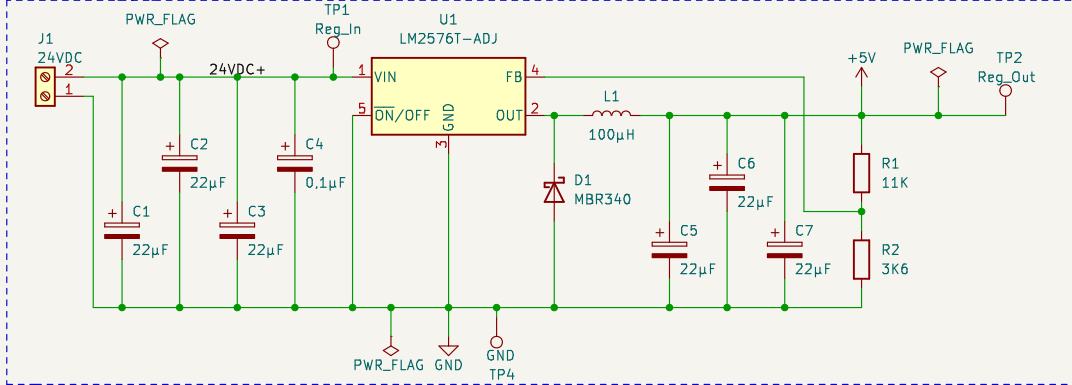 PWR_FLAG
TP1
Reg_In
J1
24VDC
2
1
24VDC+
U1
LM2576T-ADJ
1
VIN
5
ON/OFF
GND
3
FB
4
OUT
2
L1
100µH
+5V
PWR_FLAG
TP2
Reg_Out
+
C1
22µF
+
C2
22µF
+
C3
22µF
+
C4
0.1µF
D1
MBR340
+
C5
22µF
+
C6
22µF
+
C7
22µF
R1
11K
R2
3K6
PWR_FLAG
GND
GND
TP4